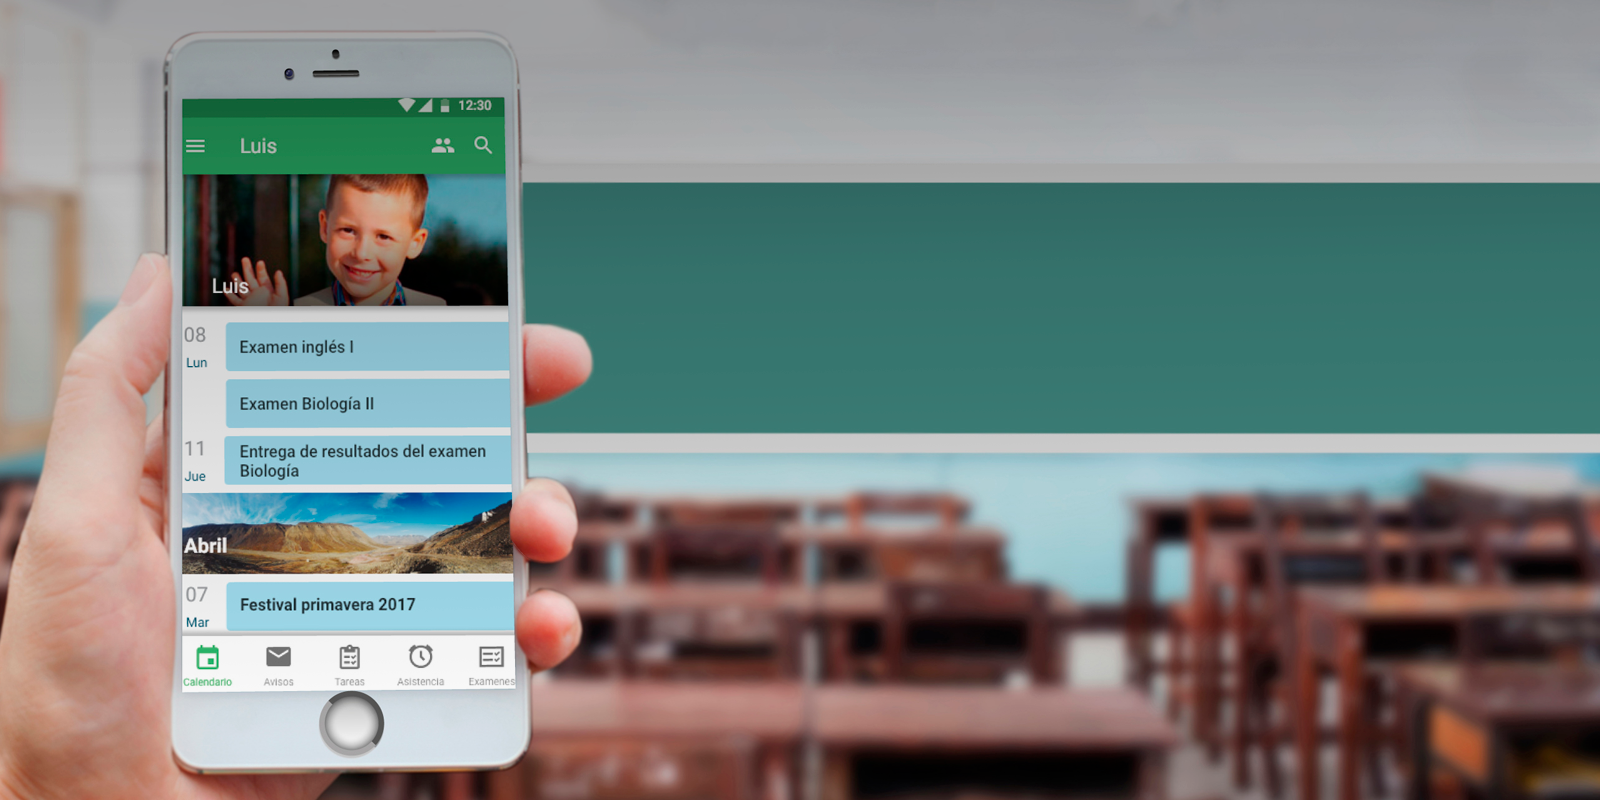 12:30
Luis
Luis
08
Lun
Examen inglés I
Examen Biología II
11
Jue
Entrega de resultados del examen
Biología
Abril
07
Mar
Festival primavera 2017
Calendario
Avisos
Tareas
Asistencia
Examenes